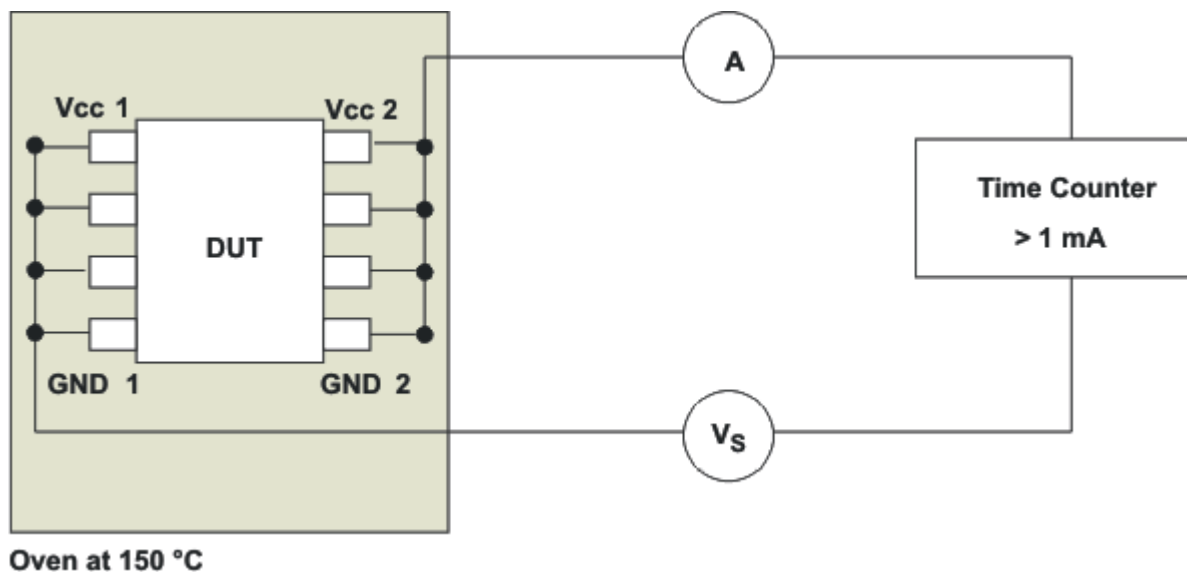 A
Vcc 1
Vcc 2
Time Counter
> 1 mA
DUT
GND 1
GND 2
VS
Oven at 150 °C